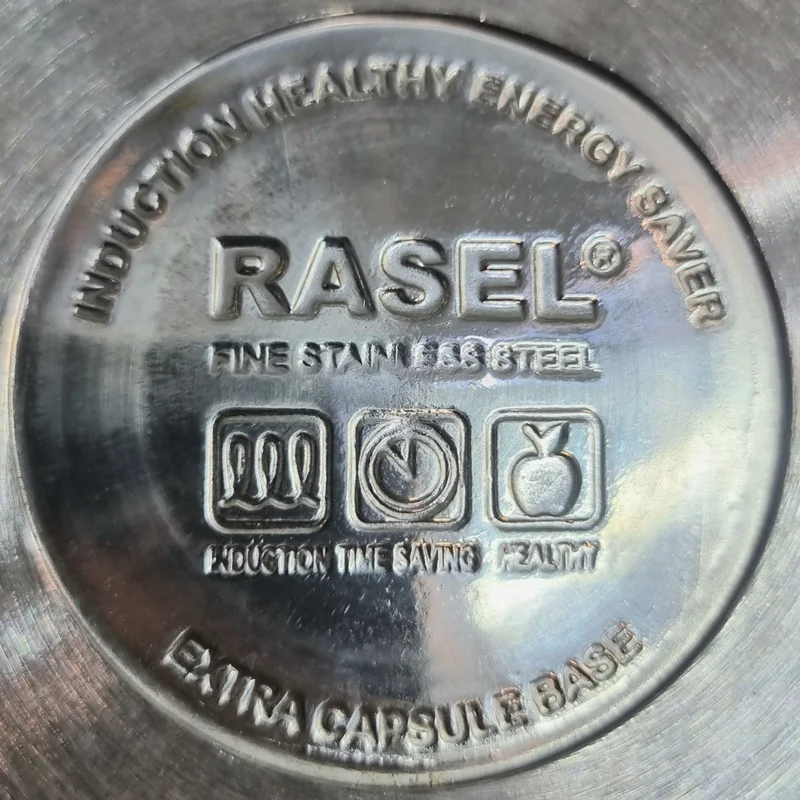 INDUCTION HEALTHY ENERGY SAVER
RASEL®
FINE STAINLESS STEEL
INDUCTION TIME SAVING HEALTHY
EXTRA CAPSULE BASE